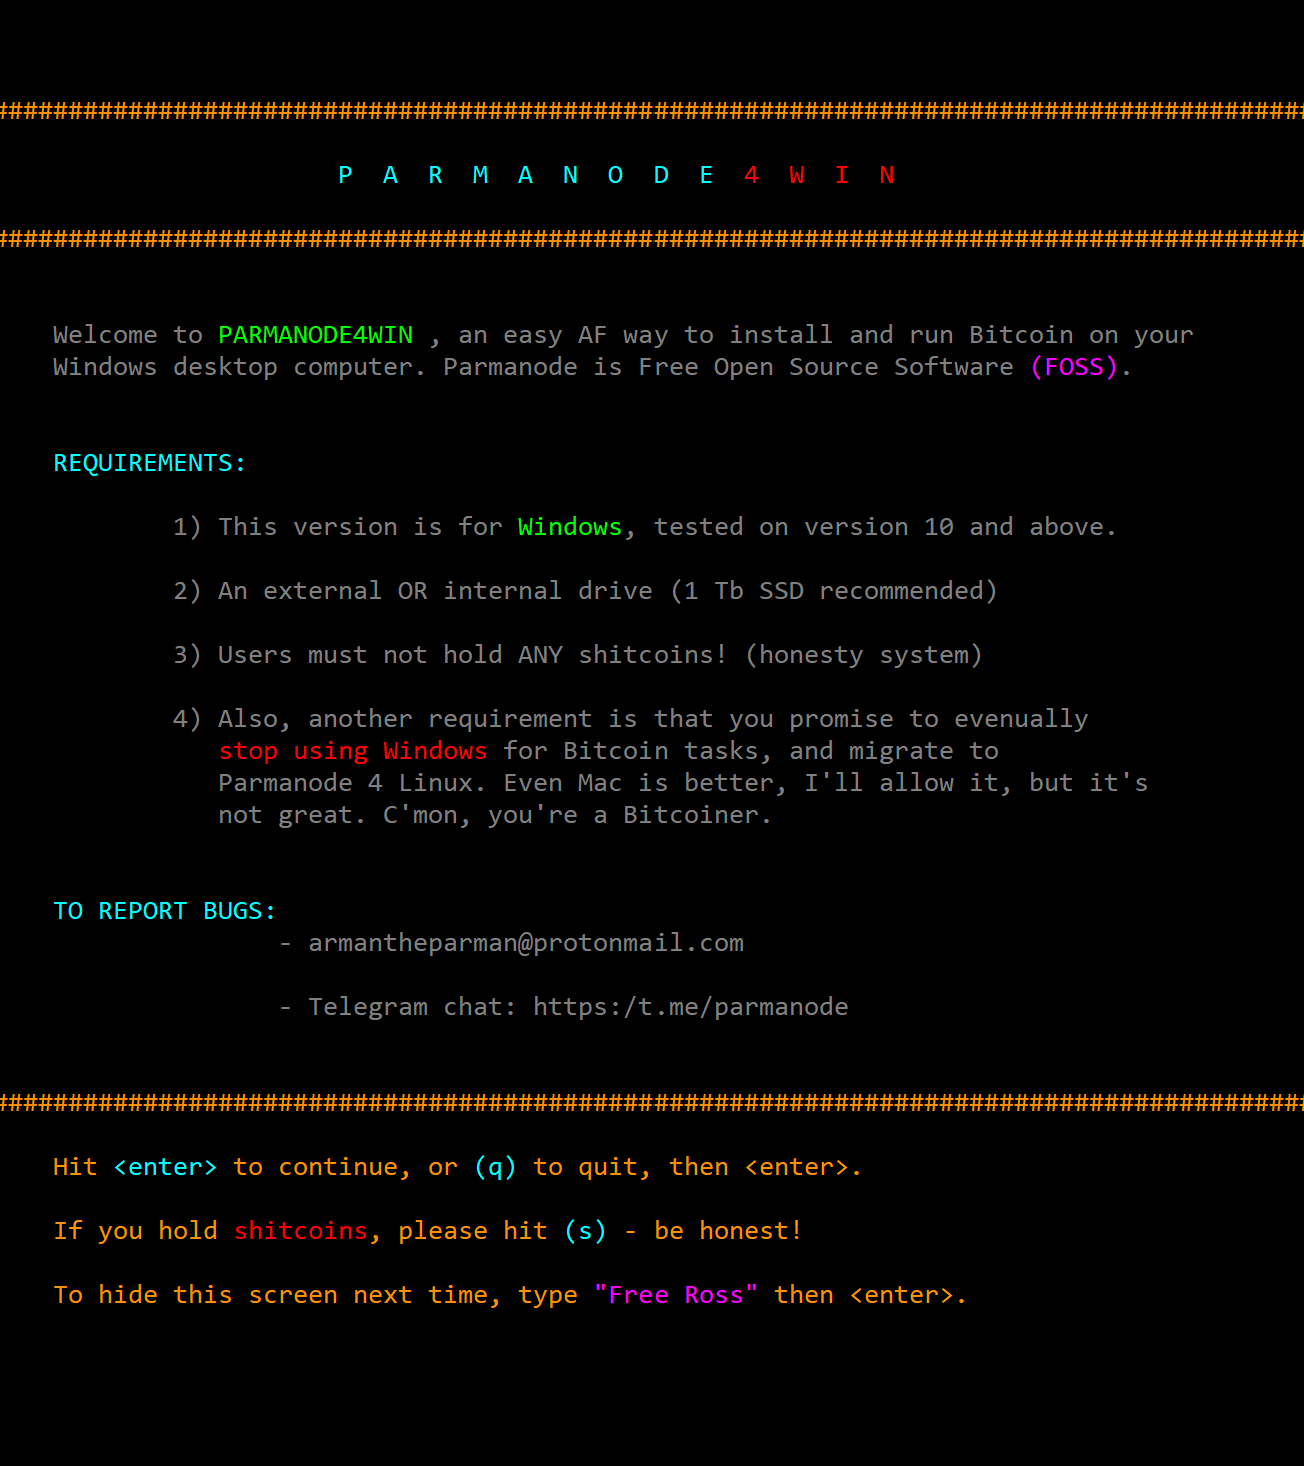 #######################################################################################
P A R M A N O D E 4 W I N
#######################################################################################
Welcome to PARMANODE4WIN , an easy AF way to install and run Bitcoin on your
Windows desktop computer. Parmanode is Free Open Source Software (FOSS).
REQUIREMENTS:
1) This version is for Windows, tested on version 10 and above.
2) An external OR internal drive (1 Tb SSD recommended)
3) Users must not hold ANY shitcoins! (honesty system)
4) Also, another requirement is that you promise to evenually
stop using Windows for Bitcoin tasks, and migrate to
Parmanode 4 Linux. Even Mac is better, I'll allow it, but it's
not great. C'mon, you're a Bitcoiner.
TO REPORT BUGS:
- armantheparman@protonmail.com
- Telegram chat: https:/t.me/parmanode
#######################################################################################
Hit <enter> to continue, or (q) to quit, then <enter>.
If you hold shitcoins, please hit (s) - be honest!
To hide this screen next time, type "Free Ross" then <enter>.